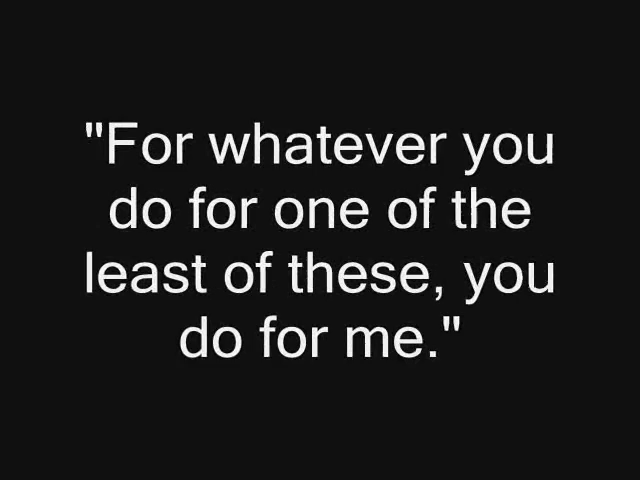 "For whatever you
do for one of the
least of these, you
do for me."